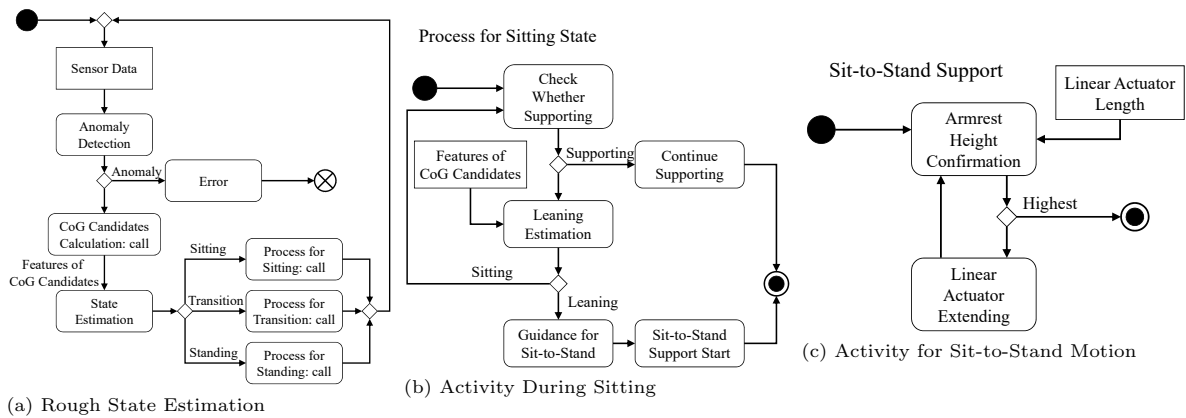 Sensor Data
Anomaly
Detection
Anomaly
Error
CoG Candidates
Calculation: call
Features of
CoG Candidates
State
Estimation
Sitting
Process for
Sitting: call
Transition
Process for
Transition: call
Standing
Process for
Standing: call
(a) Rough State Estimation
Process for Sitting State
Check
Whether
Supporting
Supporting
Continue
Supporting
Features of
CoG Candidates
Leaning
Estimation
Sitting
Leaning
Guidance for
Sit-to-Stand
Sit-to-Stand
Support Start
(b) Activity During Sitting
Sit-to-Stand Support
Linear Actuator
Length
Armrest
Height
Confirmation
Highest
Linear
Actuator
Extending
(c) Activity for Sit-to-Stand Motion